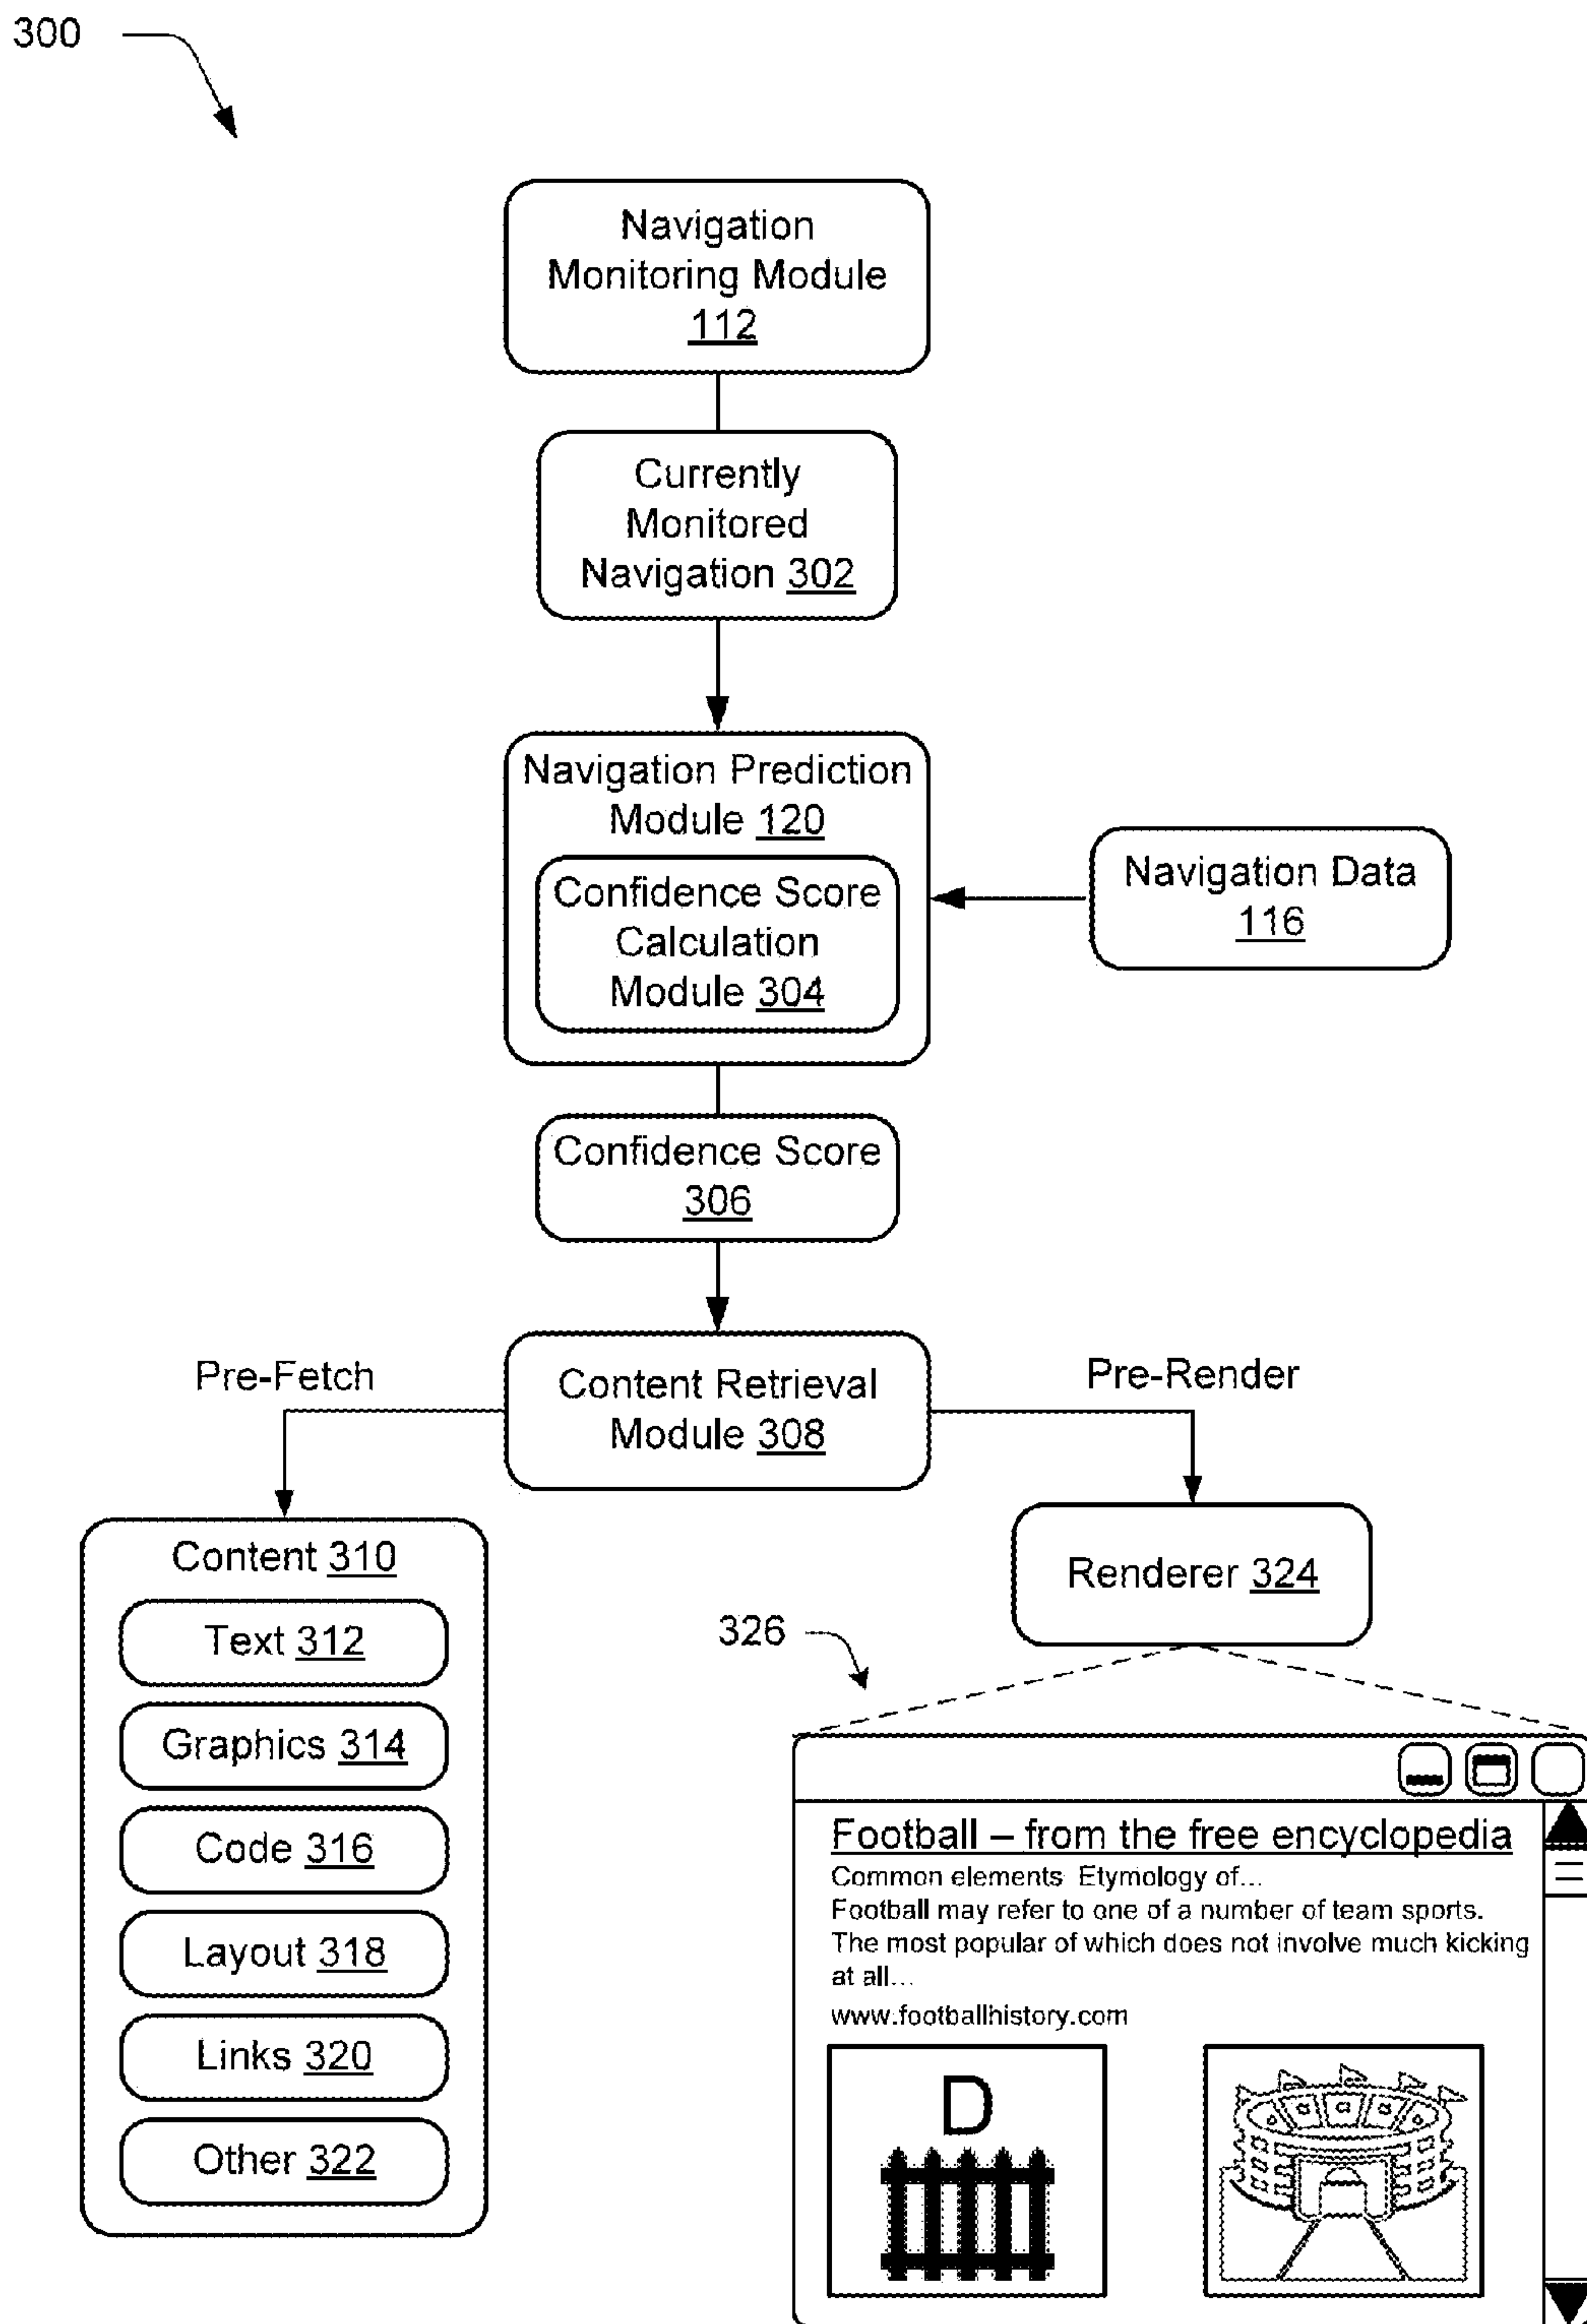 300
Navigation
Monitoring Module
112
Currently
Monitored
Navigation 302
Navigation Prediction
Module 120
Confidence Score
Calculation
Module 304
Navigation Data
116
Confidence Score
306
Pre-Fetch
Content Retrieval
Module 308
Pre-Render
Content 310
Text 312
Graphics 314
Code 316
Layout 318
Links 320
Other 322
Renderer 324
326
Football – from the free encyclopedia
Common elements Etymology of...
Football may refer to one of a number of team sports.
The most popular of which does not involve much kicking
at all...
www.footballhistory.com
D